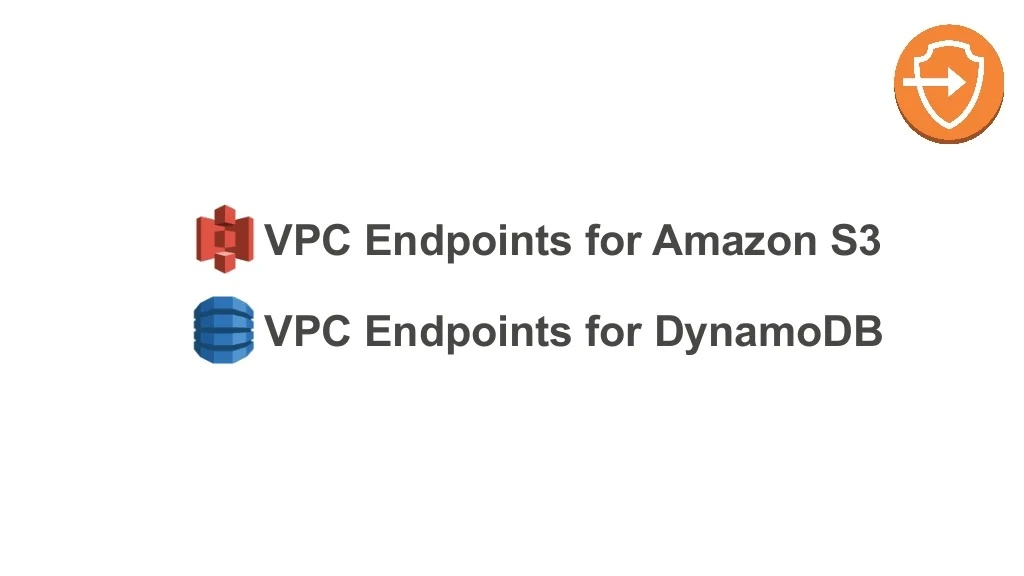 VPC Endpoints for Amazon S3
VPC Endpoints for DynamoDB